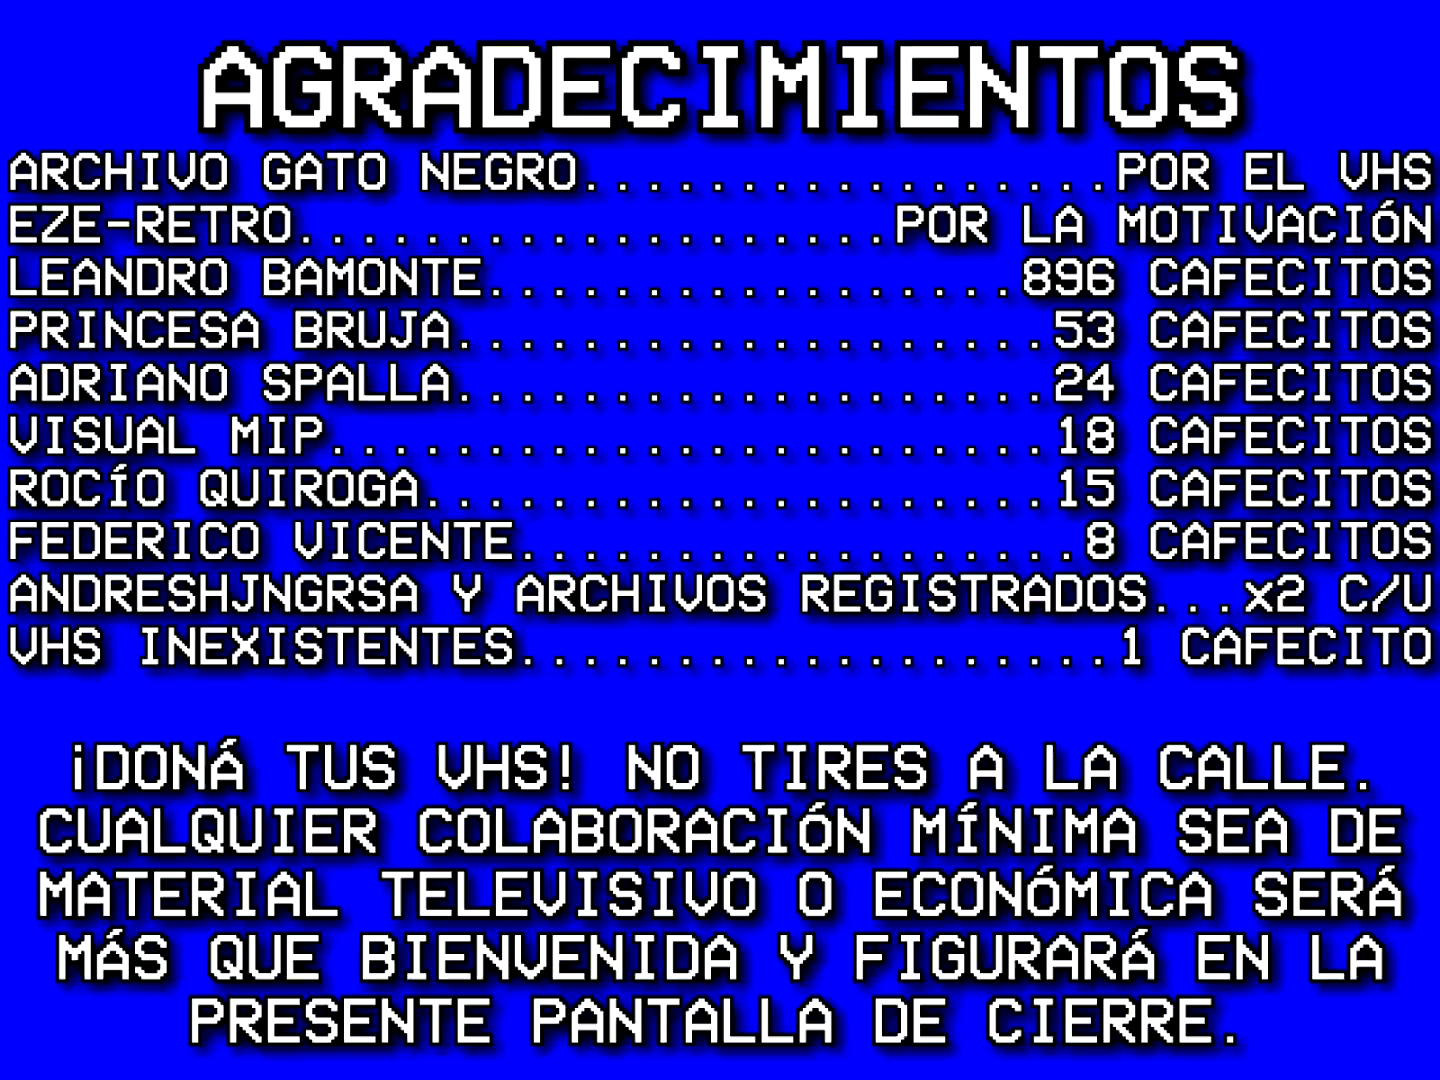 AGRADECIMIENTOS
ARCHIVO GATO NEGRO.................POR EL VHS
EZE-RETRO...................POR LA MOTIVACIÓN
LEANDRO BAMONTE.................896 CAFECITOS
PRINCESA BRUJA...................53 CAFECITOS
ADRIANO SPALLA...................24 CAFECITOS
VISUAL MIP.......................18 CAFECITOS
ROCÍO QUIROGA....................15 CAFECITOS
FEDERICO VICENTE..................8 CAFECITOS
ANDRESHJNGRSA Y ARCHIVOS REGISTRADOS...x2 C/U
VHS INEXISTENTES...................1 CAFECITO
¡DONÁ TUS VHS! NO TIRES A LA CALLE.
CUALQUIER COLABORACIÓN MÍNIMA SEA DE
MATERIAL TELEVISIVO O ECONÓMICA SERÁ
MÁS QUE BIENVENIDA Y FIGURARÁ EN LA
PRESENTE PANTALLA DE CIERRE.